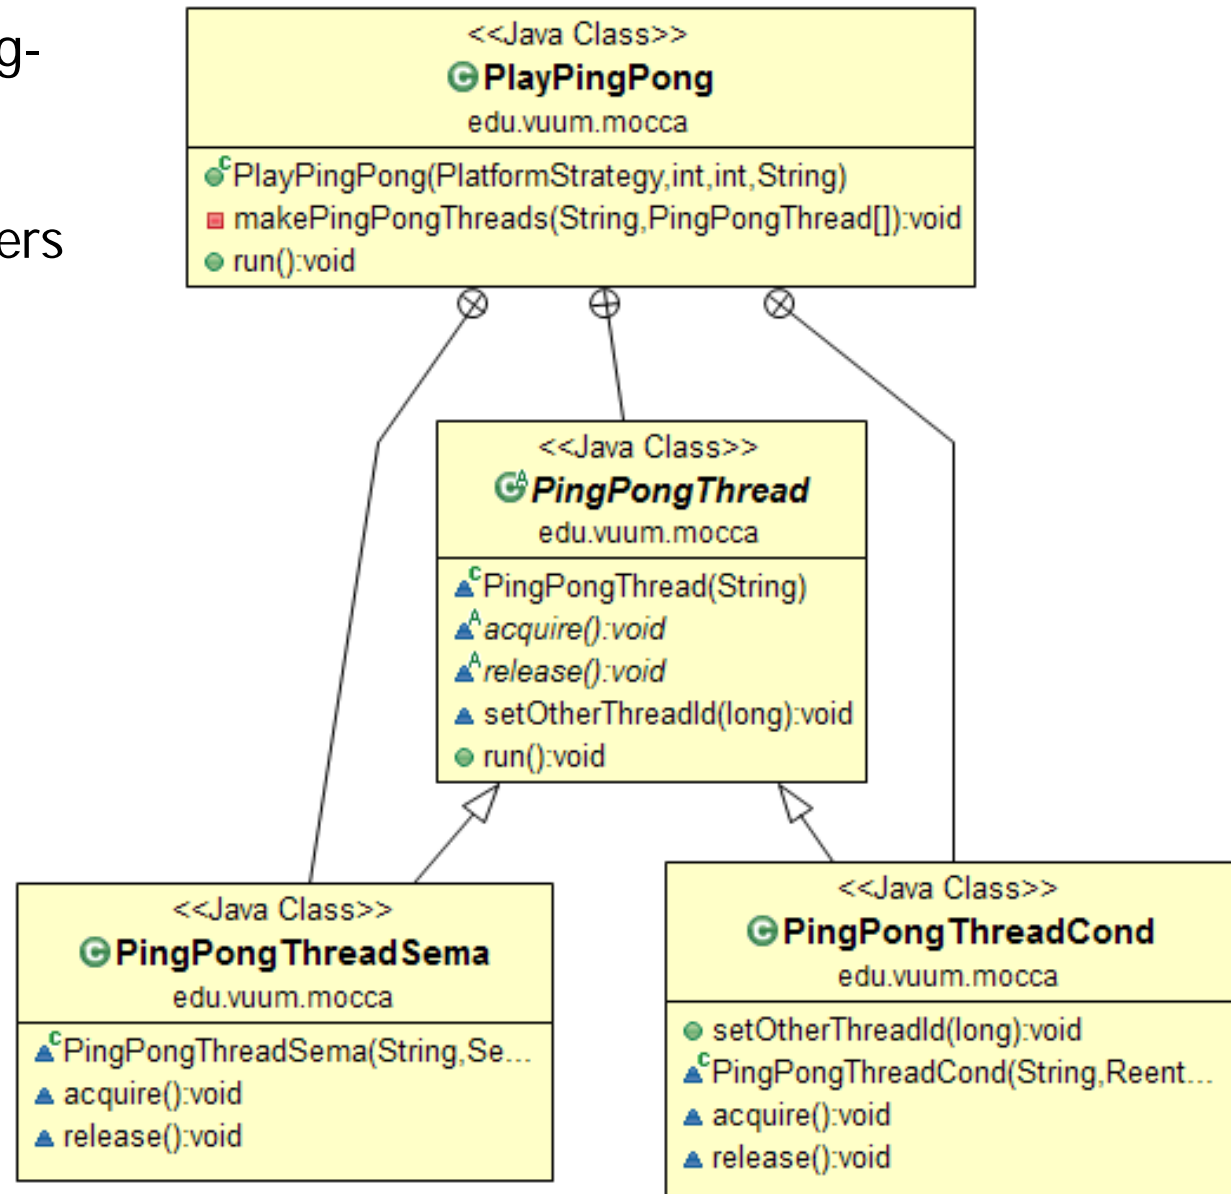 g-
ers
<<Java Class>>
PlayPingPong
edu.vuum.mocca
PlayPingPong(PlatformStrategy,int,int,String)
makePingPongThreads(String,PingPongThread[]):void
run():void
<<Java Class>>
PingPongThread
edu.vuum.mocca
PingPongThread(String)
acquire():void
release():void
setOtherThreadId(long):void
run():void
<<Java Class>>
PingPongThreadSema
edu.vuum.mocca
PingPongThreadSema(String,Se...
acquire():void
release():void
<<Java Class>>
PingPongThreadCond
edu.vuum.mocca
setOtherThreadId(long):void
PingPongThreadCond(String,Reent...
acquire():void
release():void